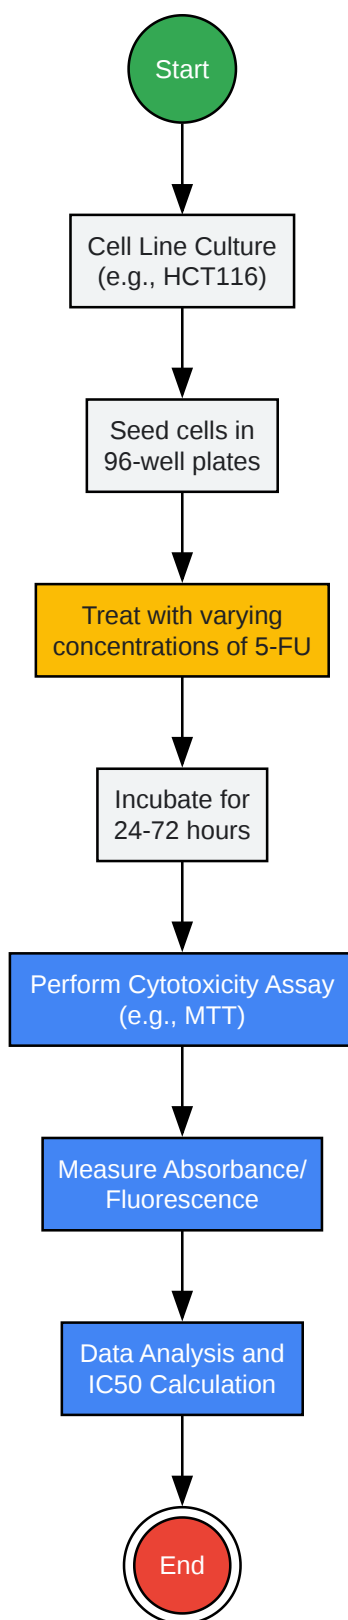 Start
Cell Line Culture
(e.g., HCT116)
Seed cells in
96-well plates
Treat with varying
concentrations of 5-FU
Incubate for
24-72 hours
Perform Cytotoxicity Assay
(e.g., MTT)
Measure Absorbance/
Fluorescence
Data Analysis and
IC50 Calculation
End